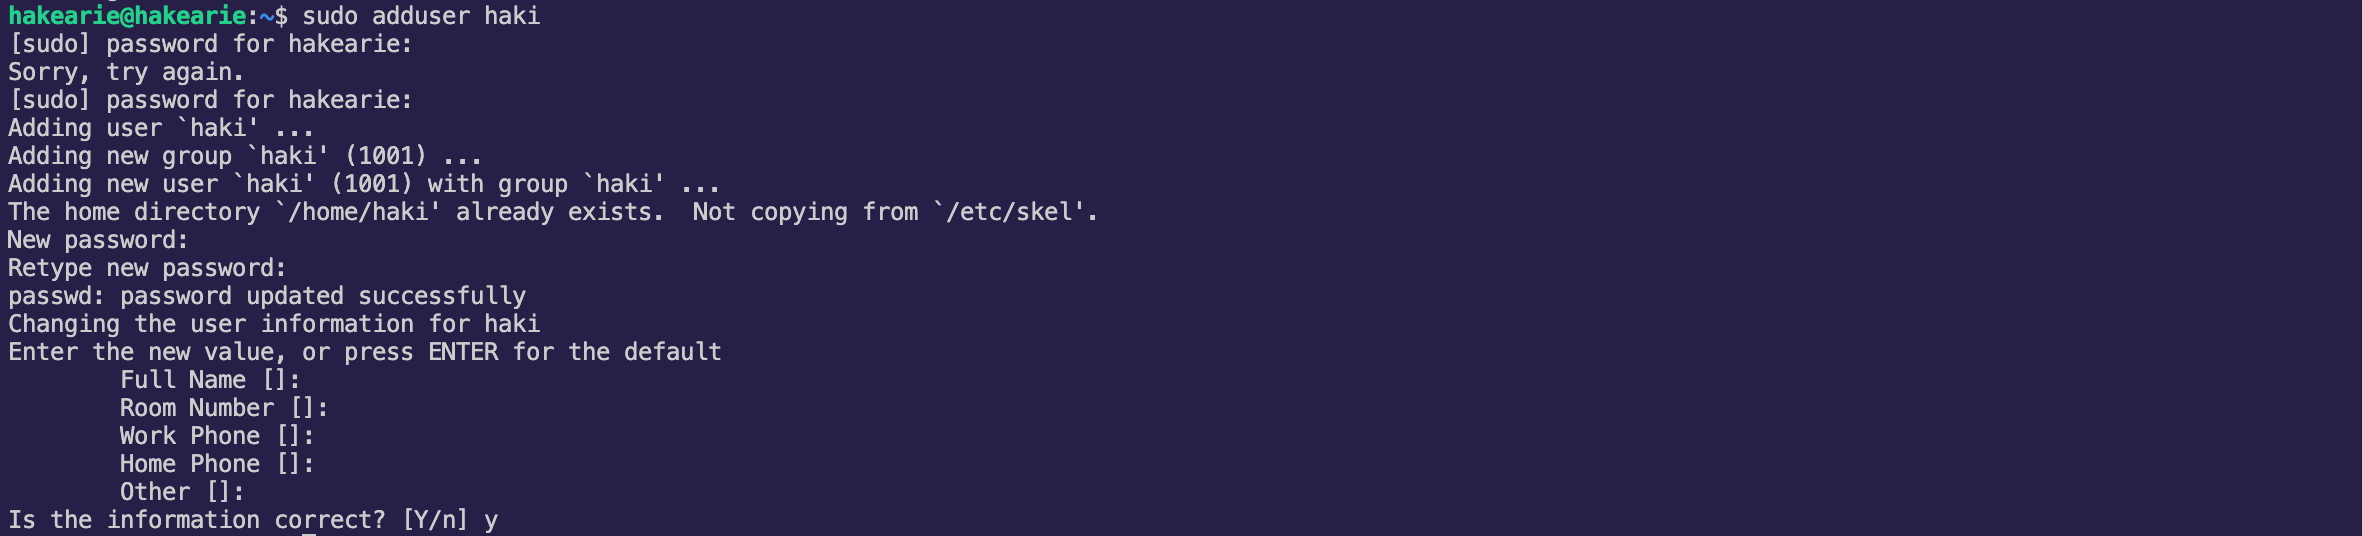 hakearie@hakearie:~$ sudo adduser haki
[sudo] password for hakearie:
Sorry, try again.
[sudo] password for hakearie:
Adding user `haki' ...
Adding new group `haki' (1001) ...
Adding new user `haki' (1001) with group `haki' ...
The home directory `/home/haki' already exists.  Not copying from `/etc/skel'.
New password:
Retype new password:
passwd: password updated successfully
Changing the user information for haki
Enter the new value, or press ENTER for the default
        Full Name []:
        Room Number []:
        Work Phone []:
        Home Phone []:
        Other []:
Is the information correct? [Y/n] y